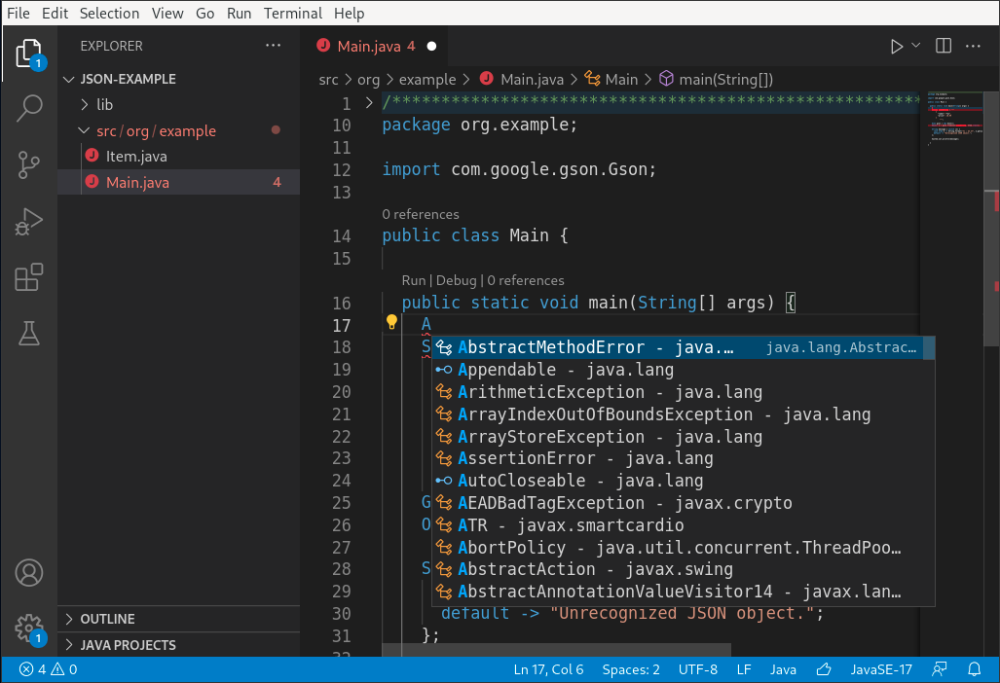 File Edit Selection View Go Run Terminal Help
EXPLORER
Main.java 4
JSON-EXAMPLE
lib
src / org / example
Item.java
Main.java 4
OUTLINE
JAVA PROJECTS
src > org > example > Main.java > Main > main(String[])
1 > /******************************************************
10 package org.example;
11
12 import com.google.gson.Gson;
13
0 references
14 public class Main {
15
Run | Debug | 0 references
16 public static void main(String[] args) {
17 A
18 S
AbstractMethodError - java.… java.lang.Abstrac…
19 Appendable - java.lang
20 ArithmeticException - java.lang
21 ArrayIndexOutOfBoundsException - java.lang
22 ArrayStoreException - java.lang
23 AssertionError - java.lang
24 AutoCloseable - java.lang
25 G AEADBadTagException - javax.crypto
26 O ATR - javax.smartcardio
27 AbortPolicy - java.util.concurrent.ThreadPoo…
28 S AbstractAction - javax.swing
29 AbstractAnnotationValueVisitor14 - javax.lan…
30 default -> "Unrecognized JSON object.";
31 };
1
1
4 0
Ln 17, Col 6 Spaces: 2 UTF-8 LF Java JavaSE-17